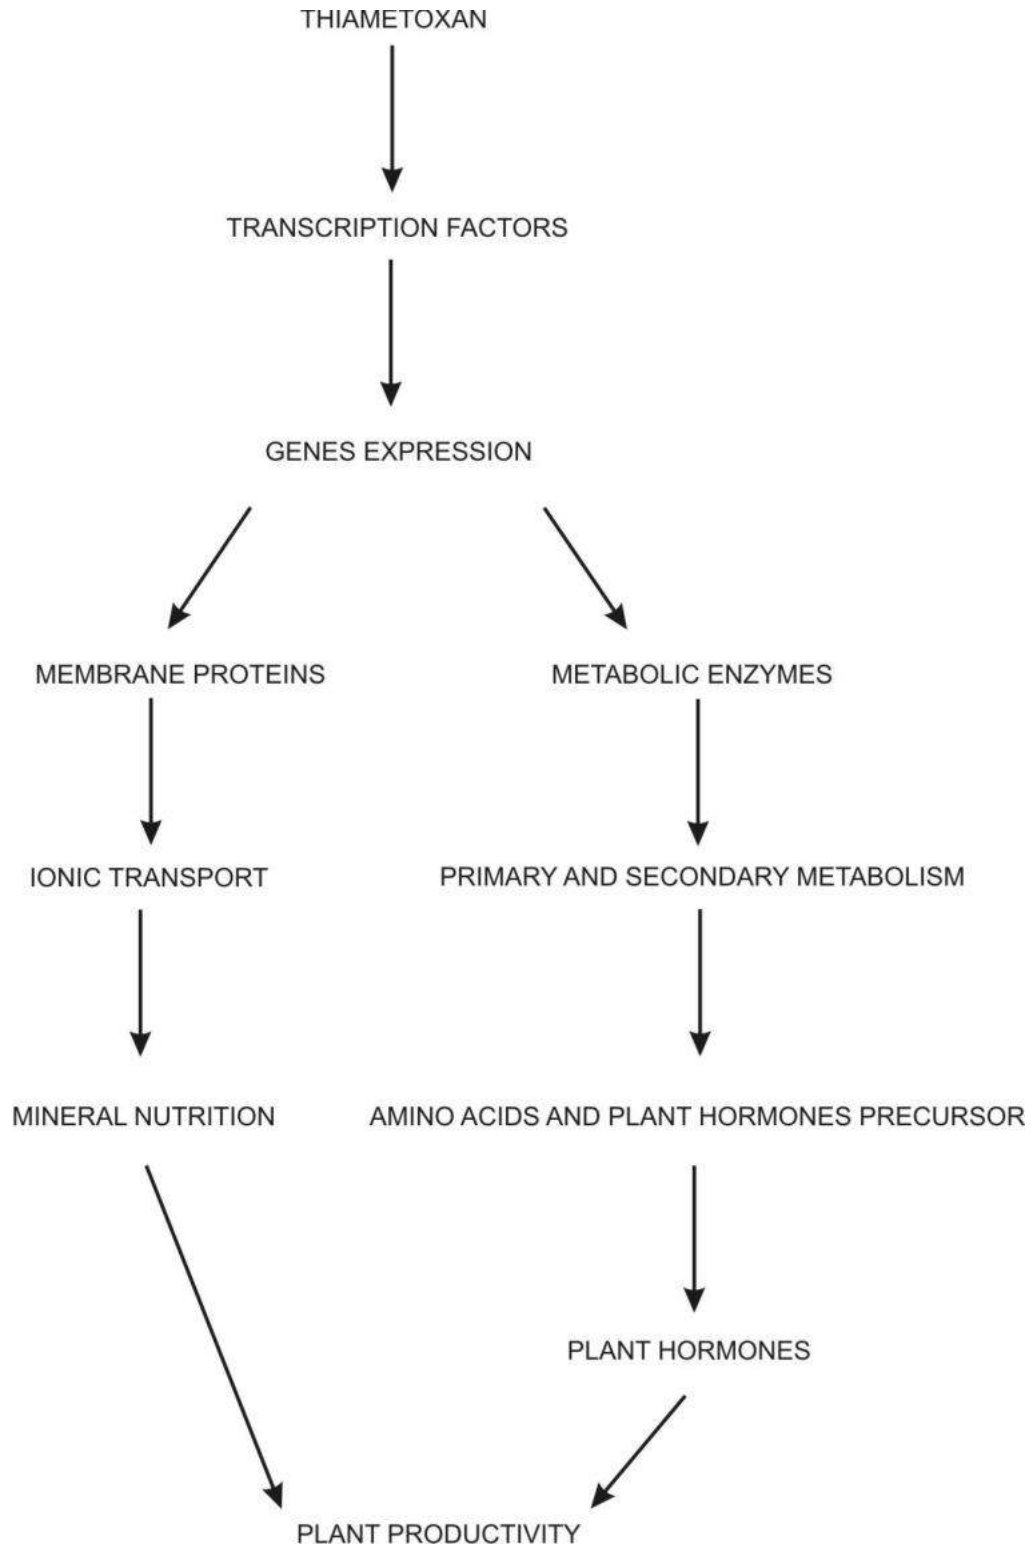 THIAMETOXAN
TRANSCRIPTION FACTORS
GENES EXPRESSION
MEMBRANE PROTEINS
METABOLIC ENZYMES
IONIC TRANSPORT
PRIMARY AND SECONDARY METABOLISM
MINERAL NUTRITION
AMINO ACIDS AND PLANT HORMONES PRECURSOR
PLANT HORMONES
PLANT PRODUCTIVITY